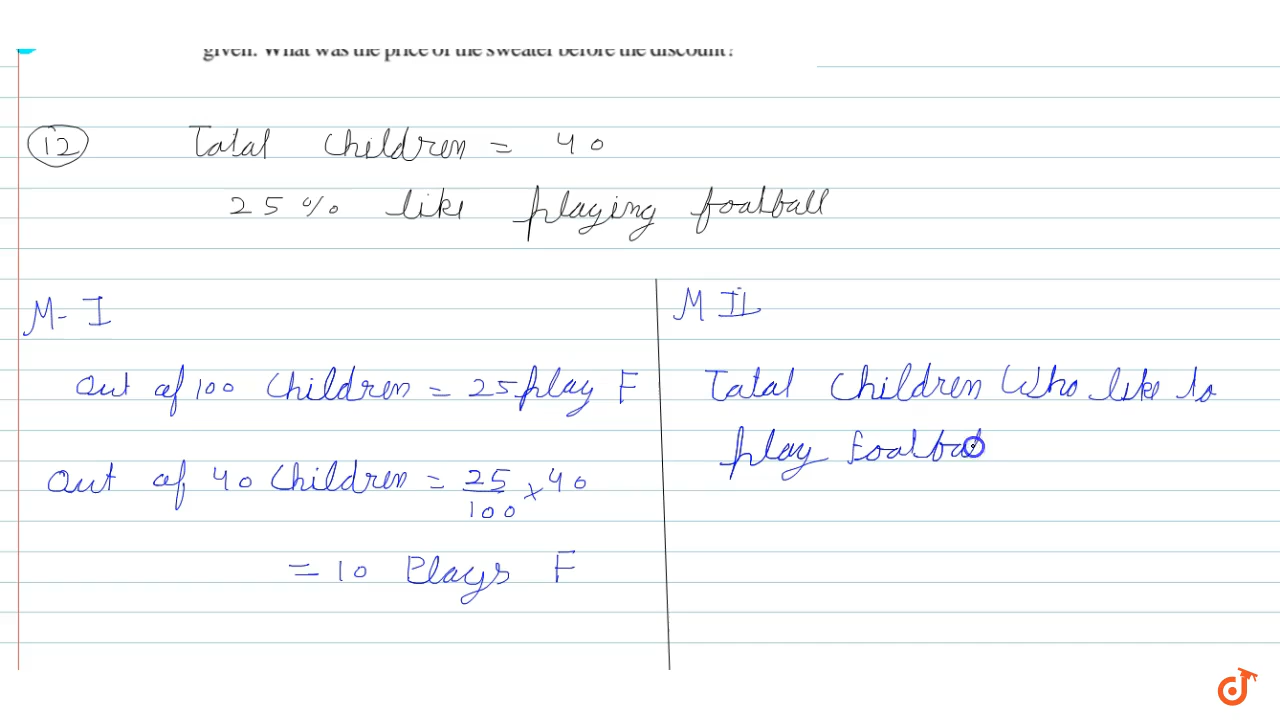 given. What was the price of the sweater before the discount?
12 Total Children = 40
25% like playing football
M-I
Out of 100 Children = 25 play F
Out of 40 Children = 25/100 × 40
= 10 Plays F
M II
Total Children Who like to
play Footba